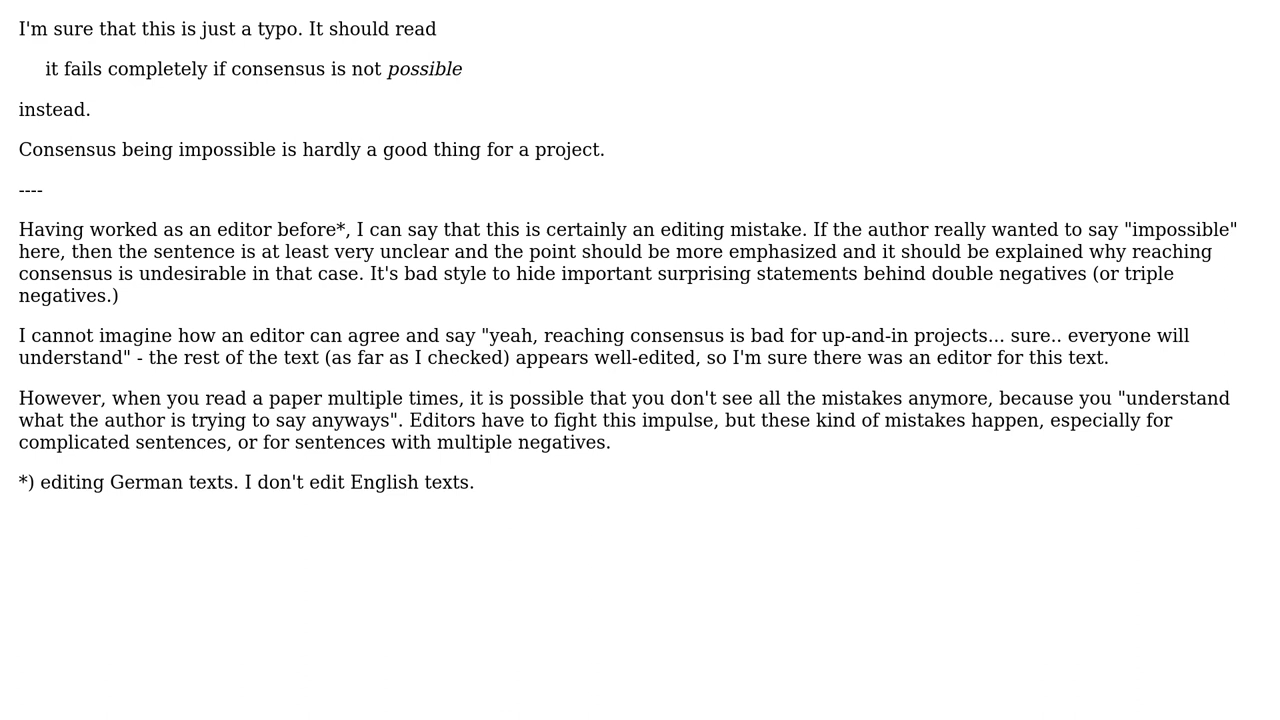 I'm sure that this is just a typo. It should read
it fails completely if consensus is not possible
instead.
Consensus being impossible is hardly a good thing for a project.
----
Having worked as an editor before*, I can say that this is certainly an editing mistake. If the author really wanted to say "impossible"
here, then the sentence is at least very unclear and the point should be more emphasized and it should be explained why reaching
consensus is undesirable in that case. It's bad style to hide important surprising statements behind double negatives (or triple
negatives.)
I cannot imagine how an editor can agree and say "yeah, reaching consensus is bad for up-and-in projects... sure.. everyone will
understand" - the rest of the text (as far as I checked) appears well-edited, so I'm sure there was an editor for this text.
However, when you read a paper multiple times, it is possible that you don't see all the mistakes anymore, because you "understand
what the author is trying to say anyways". Editors have to fight this impulse, but these kind of mistakes happen, especially for
complicated sentences, or for sentences with multiple negatives.
*) editing German texts. I don't edit English texts.